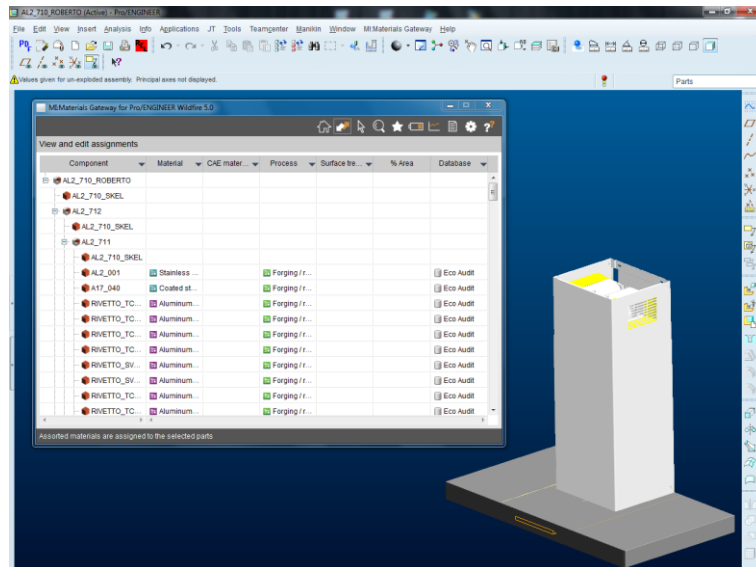 AL2_710_ROBERTO (Active) - Pro/ENGINEER
File Edit View Insert Analysis Info Applications JT Tools Teamcenter Manikin Window MI:Materials Gateway Help
Values given for un-exploded assembly. Principal axes not displayed.
Parts
MI:Materials Gateway for Pro/ENGINEER Wildfire 5.0
View and edit assignments
Component Material CAE mater... Process Surface tre... % Area Database
AL2_710_ROBERTO
AL2_710_SKEL
AL2_712
AL2_710_SKEL
AL2_711
AL2_710_SKEL
AL2_001 Stainless ... Forging / r... Eco Audit
A17_040 Coated st... Forging / r... Eco Audit
RIVETTO_TC... Aluminum... Forging / r... Eco Audit
RIVETTO_TC... Aluminum... Forging / r... Eco Audit
RIVETTO_TC... Aluminum... Forging / r... Eco Audit
RIVETTO_TC... Aluminum... Forging / r... Eco Audit
RIVETTO_SV... Aluminum... Forging / r... Eco Audit
RIVETTO_SV... Aluminum... Forging / r... Eco Audit
RIVETTO_TC... Aluminum... Forging / r... Eco Audit
RIVETTO_TC... Aluminum... Forging / r... Eco Audit
Assorted materials are assigned to the selected parts